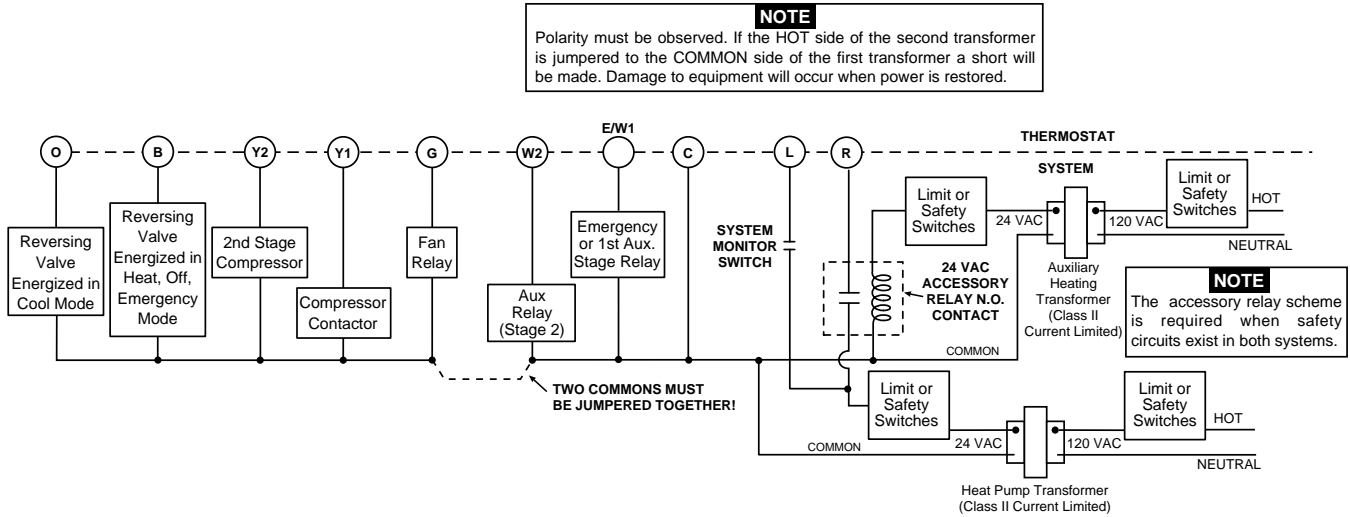 NOTE
Polarity must be observed. If the HOT side of the second transformer
is jumpered to the COMMON side of the first transformer a short will
be made. Damage to equipment will occur when power is restored.
E/W1
THERMOSTAT
O
B
Y2
Y1
G
W2
C
L
R
SYSTEM
Reversing
Valve
Energized in
Cool Mode
Reversing
Valve
Energized in
Heat, Off,
Emergency
Mode
2nd Stage
Compressor
Compressor
Contactor
Fan
Relay
Aux
Relay
(Stage 2)
Emergency
or 1st Aux.
Stage Relay
SYSTEM
MONITOR
SWITCH
24 VAC
ACCESSORY
RELAY N.O.
CONTACT
Limit or
Safety
Switches
24 VAC
120 VAC
Limit or
Safety
Switches
HOT
NEUTRAL
Auxiliary
Heating
Transformer
(Class II
Current Limited)
NOTE
The accessory relay scheme
is required when safety
circuits exist in both systems.
COMMON
TWO COMMONS MUST
BE JUMPERED TOGETHER!
Limit or
Safety
Switches
COMMON
24 VAC
120 VAC
Limit or
Safety
Switches
HOT
NEUTRAL
Heat Pump Transformer
(Class II Current Limited)